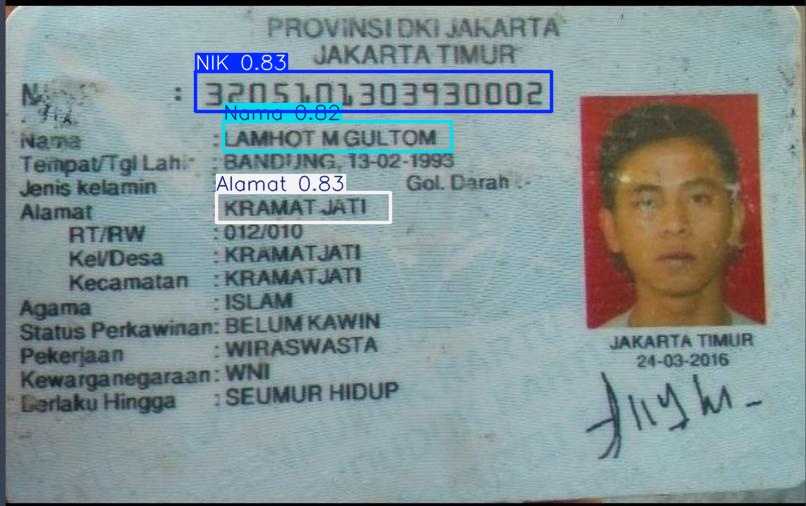 PROVINSI DKI JAKARTA
JAKARTA TIMUR
NIK 0.83
: 3205101303930002
Nama 0.82
Nama : LAMHOT M GULTOM
Tempat/Tgl Lahir : BANDUNG, 13-02-1993
Alamat 0.83
Jenis kelamin Gol. Darah :-
Alamat : KRAMAT JATI
RT/RW : 012/010
Kel/Desa : KRAMATJATI
Kecamatan : KRAMATJATI
Agama : ISLAM
Status Perkawinan: BELUM KAWIN
Pekerjaan : WIRASWASTA
Kewarganegaraan: WNI
Berlaku Hingga : SEUMUR HIDUP
JAKARTA TIMUR
24-03-2016